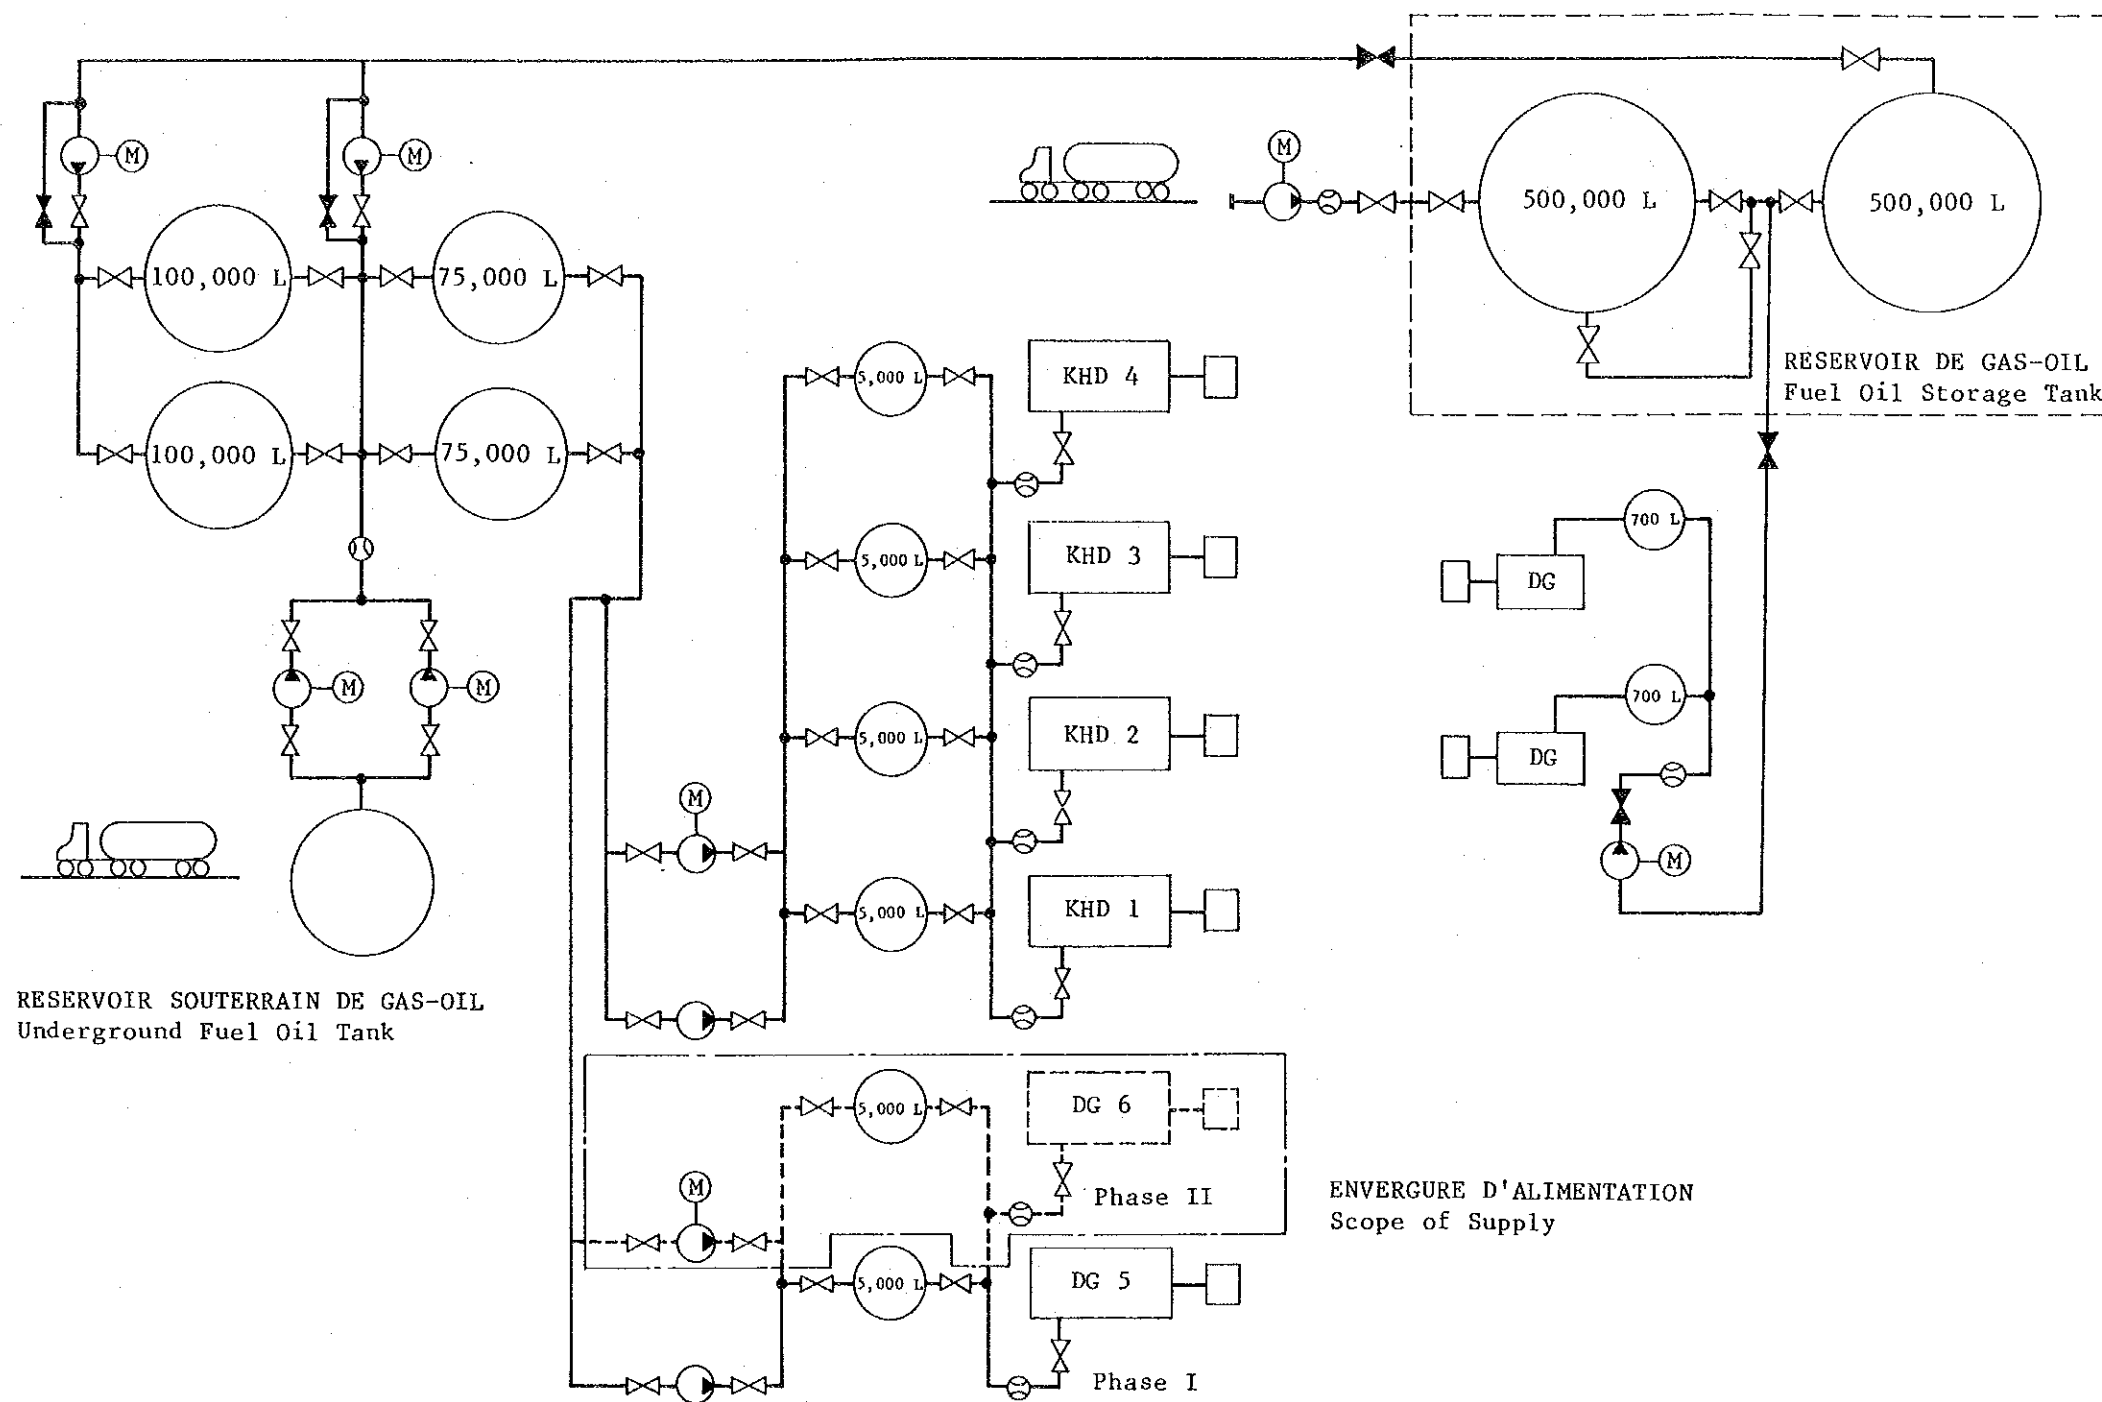 M
M
M
500,000 L
500,000 L
100,000 L
75,000 L
RESERVOIR DE GAS-OIL
Fuel Oil Storage Tank
5,000 L
KHD 4
100,000 L
75,000 L
700 L
5,000 L
KHD 3
DG
M
M
700 L
5,000 L
KHD 2
DG
M
M
5,000 L
KHD 1
RESERVOIR SOUTERRAIN DE GAS-OIL
Underground Fuel Oil Tank
5,000 L
DG 6
M
Phase II
ENVERGURE D'ALIMENTATION
Scope of Supply
5,000 L
DG 5
Phase I